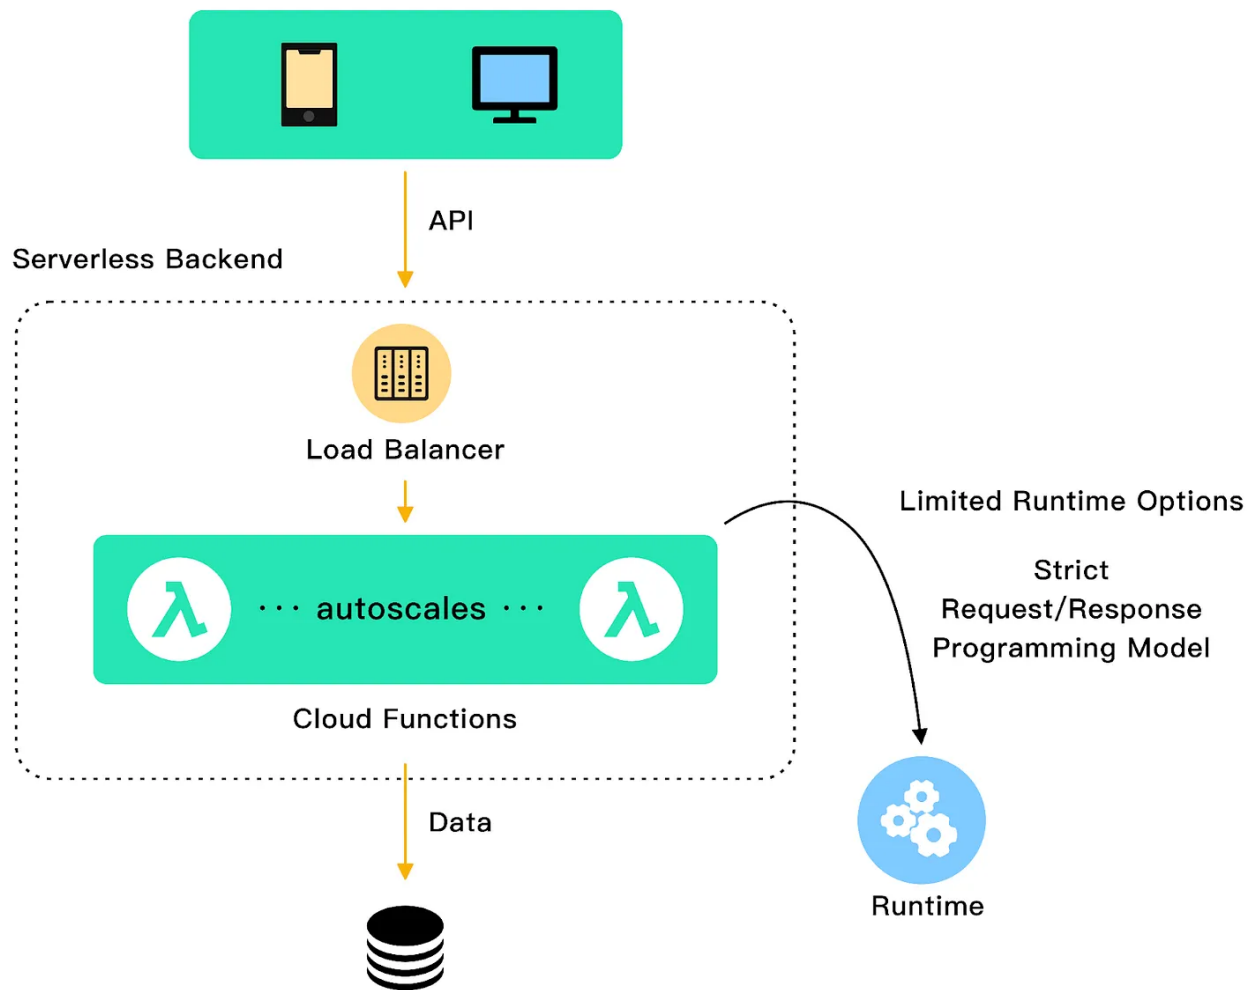 API
Serverless Backend
Load Balancer
Limited Runtime Options
Strict
Request/Response
Programming Model
λ ··· autoscales ··· λ
Cloud Functions
Data
Runtime